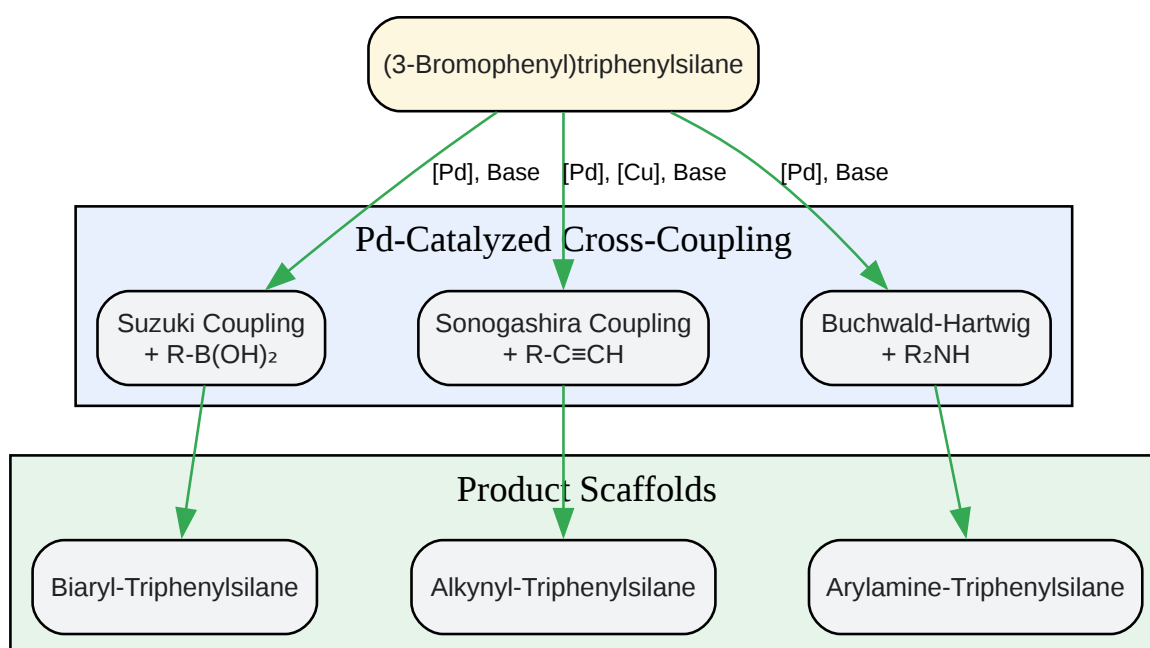 (3-Bromophenyl)triphenylsilane
[Pd], Base
[Pd], [Cu], Base
[Pd], Base
Pd-Catalyzed Cross-Coupling
Suzuki Coupling
+ R-B(OH)₂
Sonogashira Coupling
+ R-C≡CH
Buchwald-Hartwig
+ R₂NH
Product Scaffolds
Biaryl-Triphenylsilane
Alkynyl-Triphenylsilane
Arylamine-Triphenylsilane